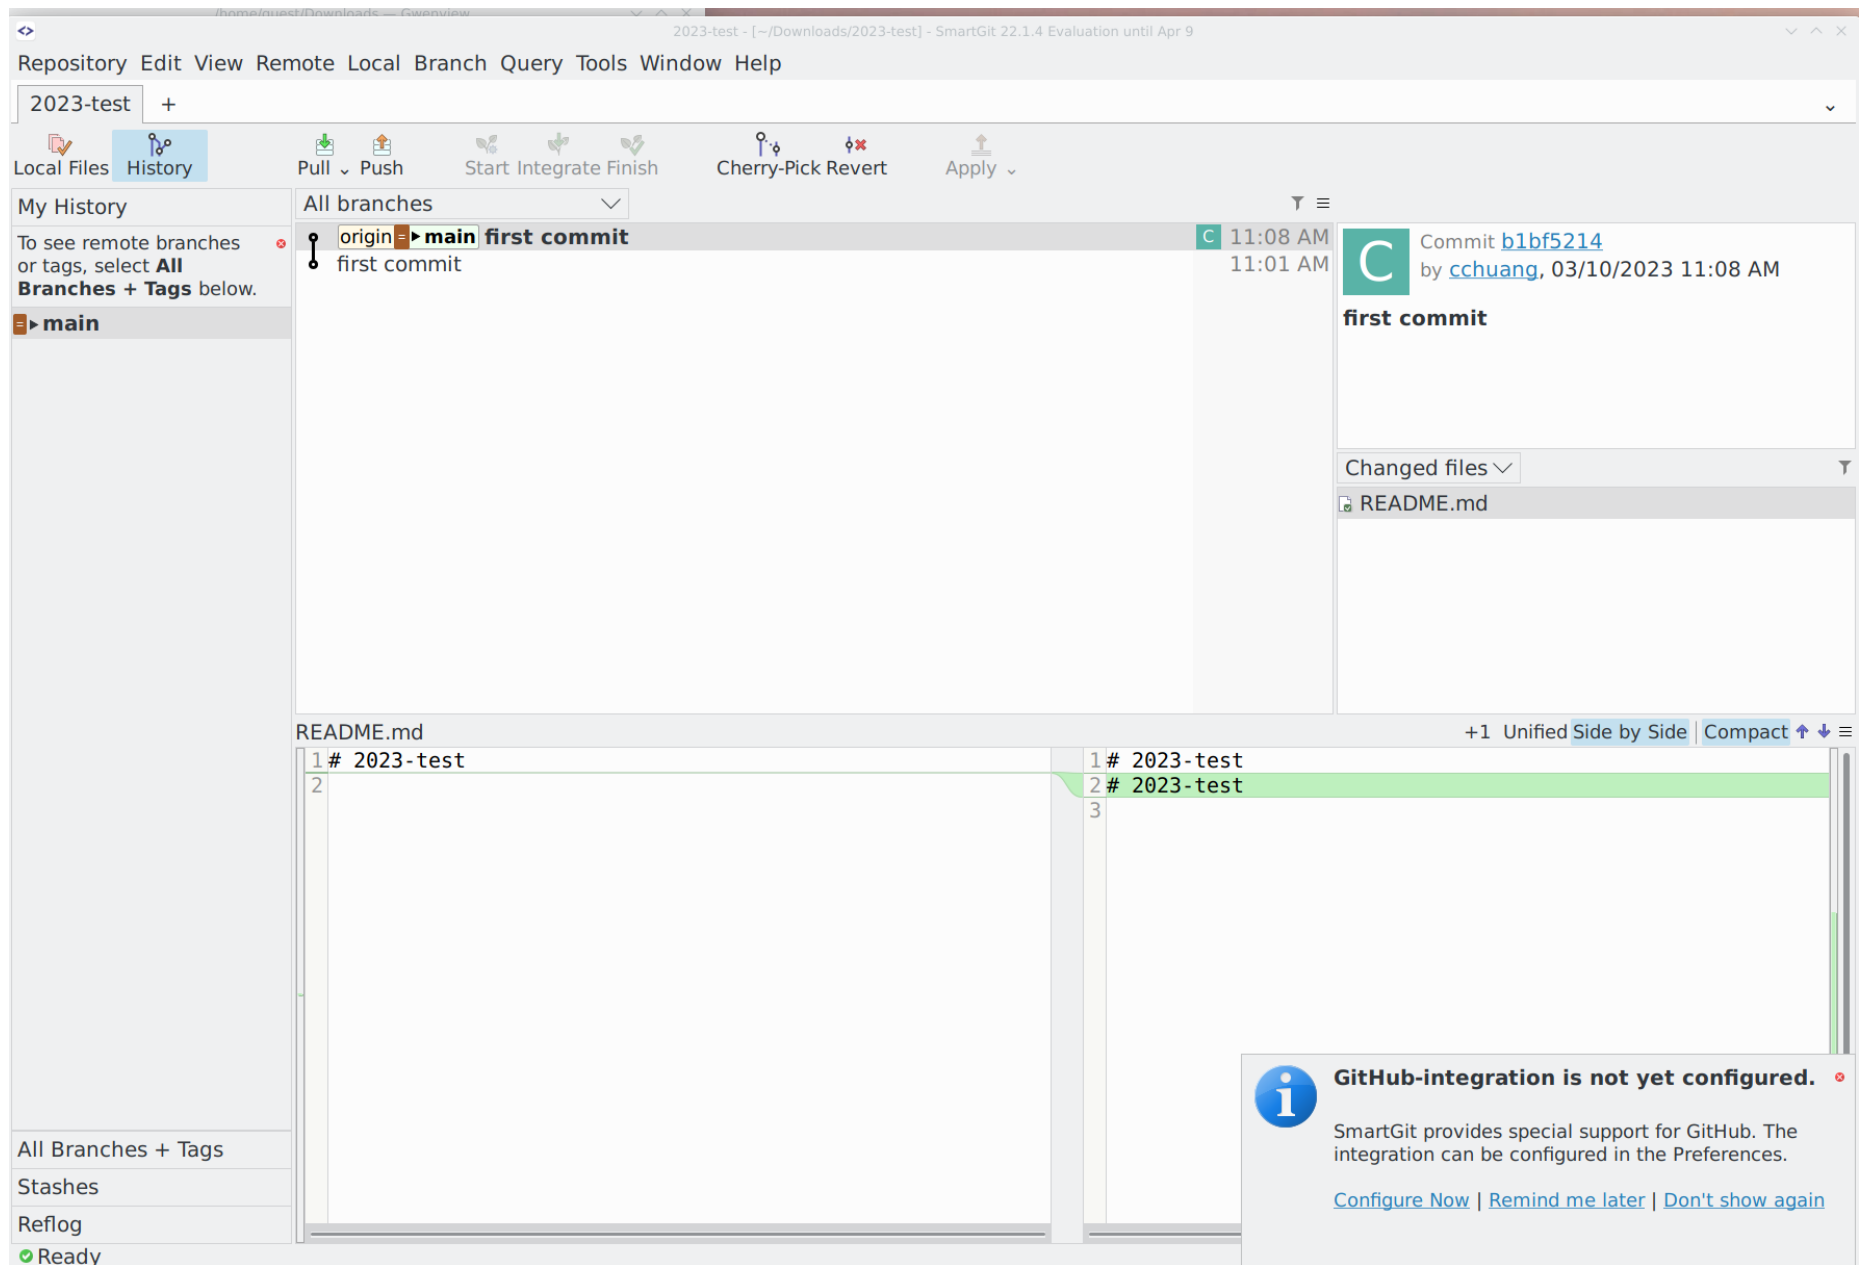 /home/guest/Downloads — Gwenview
2023-test - [~/Downloads/2023-test] - SmartGit 22.1.4 Evaluation until Apr 9
Repository Edit View Remote Local Branch Query Tools Window Help
2023-test +
Local Files History Pull Push Start Integrate Finish Cherry-Pick Revert Apply
My History
To see remote branches
or tags, select All
Branches + Tags below.
= main
All branches
origin = main first commit C 11:08 AM
first commit 11:01 AM
C
Commit b1bf5214
by cchuang, 03/10/2023 11:08 AM
first commit
Changed files
README.md
README.md +1 Unified Side by Side Compact
1 # 2023-test
2
1 # 2023-test
2 # 2023-test
3
All Branches + Tags
Stashes
Reflog
Ready
i
GitHub-integration is not yet configured.
SmartGit provides special support for GitHub. The
integration can be configured in the Preferences.
Configure Now | Remind me later | Don't show again